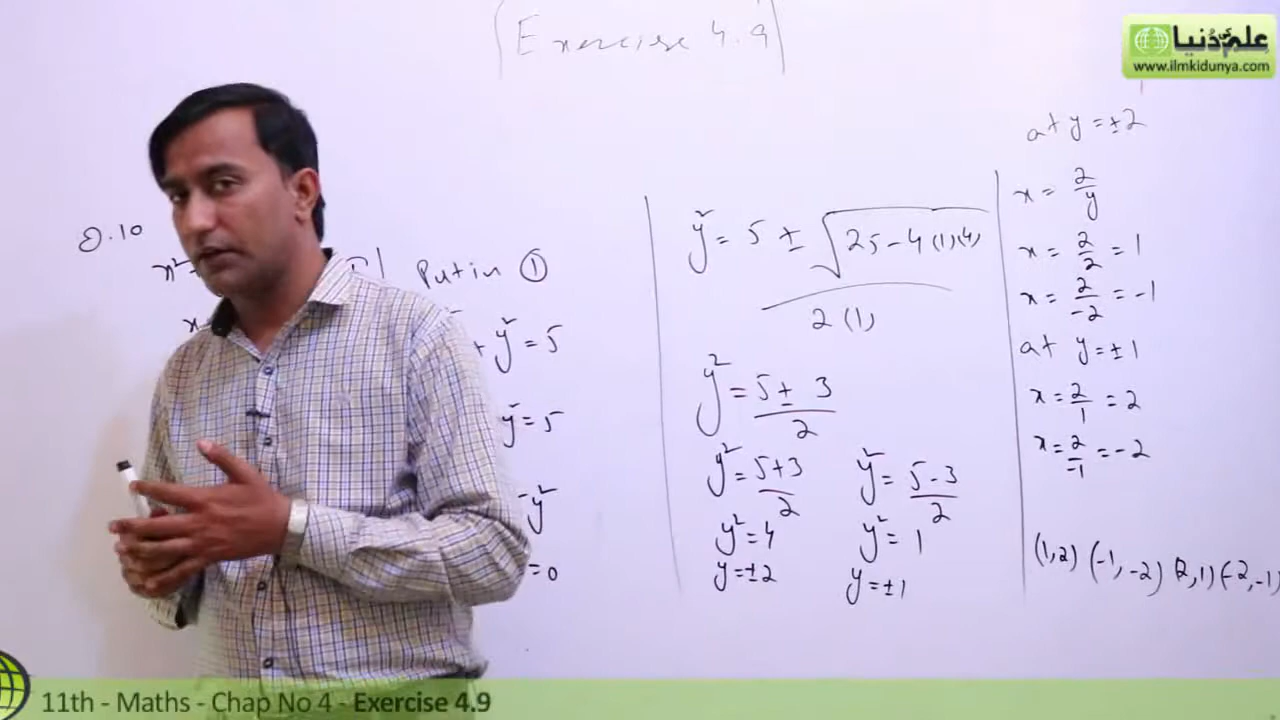 Exercise 4.9
علم کی دُنیا
www.ilmkidunya.com
Q.10
x²
x
Put in ①
+ y² = 5
y² = 5
-y²
= 0
y² = 5 ± √25-4(1)(4)
2(1)
y² = 5 ± 3
2
y² = 5+3
2
y² = 4
y = ±2
y² = 5-3
2
y² = 1
y = ±1
at y = ±2
x = 2/y
x = 2/2 = 1
x = 2/-2 = -1
at y = ±1
x = 2/1 = 2
x = 2/-1 = -2
(1,2) (-1,-2) (2,1) (-2,-1)
11th - Maths - Chap No 4 - Exercise 4.9